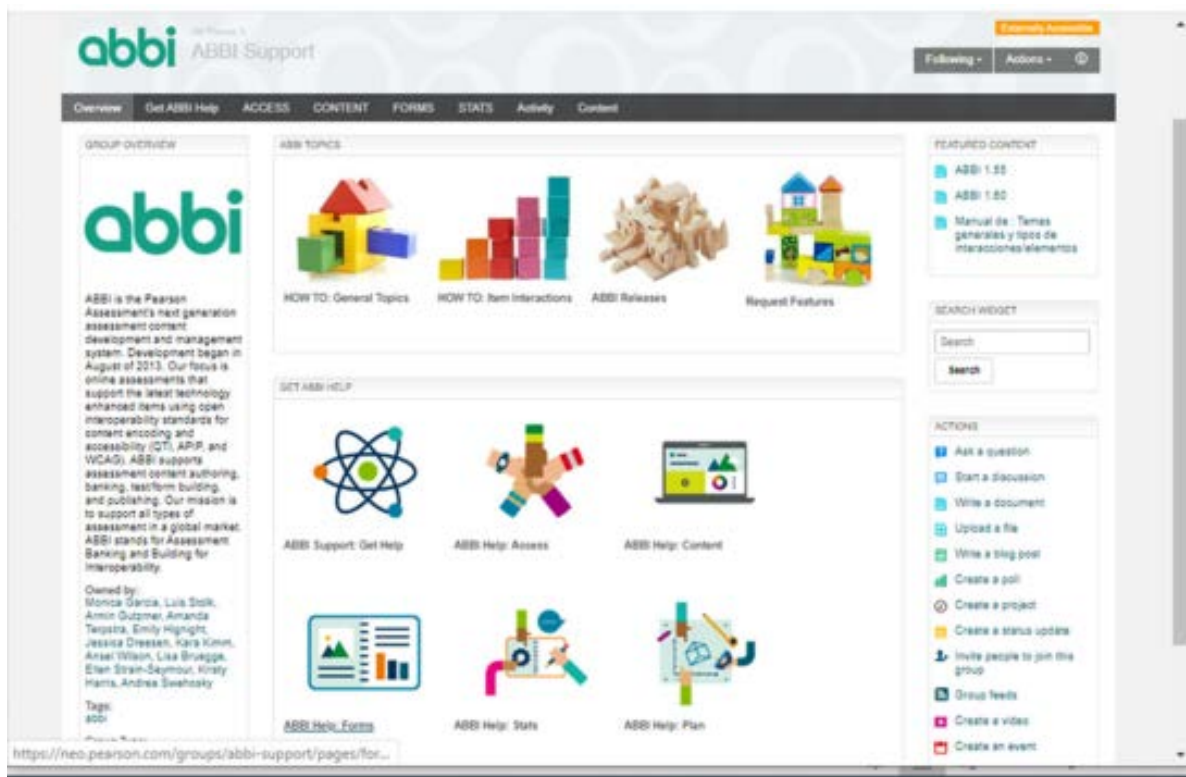 abbi
ABBI Support
Externally Accessible
Following
Actions
Overview
Get ABBI Help
ACCESS
CONTENT
FORMS
STATS
Activity
Content
GROUP OVERVIEW
abbi
ABBI is the Pearson
Assessment's next generation
assessment content
development and management
system. Development began in
August of 2013. Our focus is
online assessments that
support the latest technology
enhanced items using open
interoperability standards for
content encoding and
accessibility (QTI, APIP, and
WCAG). ABBI supports
assessment content authoring,
banking, test/form building,
and publishing. Our mission is
to support all types of
assessment in a global market.
ABBI stands for Assessment
Banking and Building for
Interoperability.
Owned by:
Monica Garcia, Luis Stolk,
Armin Gutzmer, Amanda
Terpstra, Emily Hignight,
Jessica Dreesen, Kara Kimm,
Ansel Wilson, Lisa Bruegge,
Ellen Strain-Seymour, Kirsty
Harris, Andrea Swehosky
Tags:
abbi
ABBI TOPICS
HOW TO: General Topics
HOW TO: Item Interactions
ABBI Releases
Request Features
GET ABBI HELP
ABBI Support: Get Help
ABBI Help: Access
ABBI Help: Content
ABBI Help: Forms
ABBI Help: Stats
ABBI Help: Plan
FEATURED CONTENT
ABBI 1.55
ABBI 1.60
Manual de : Temas
generales y tipos de
interacciones/elementos
SEARCH WIDGET
Search
Search
ACTIONS
Ask a question
Start a discussion
Write a document
Upload a file
Write a blog post
Create a poll
Create a project
Create a status update
Invite people to join this
group
Group feeds
Create a video
Create an event
https://neo.pearson.com/groups/abbi-support/pages/for...